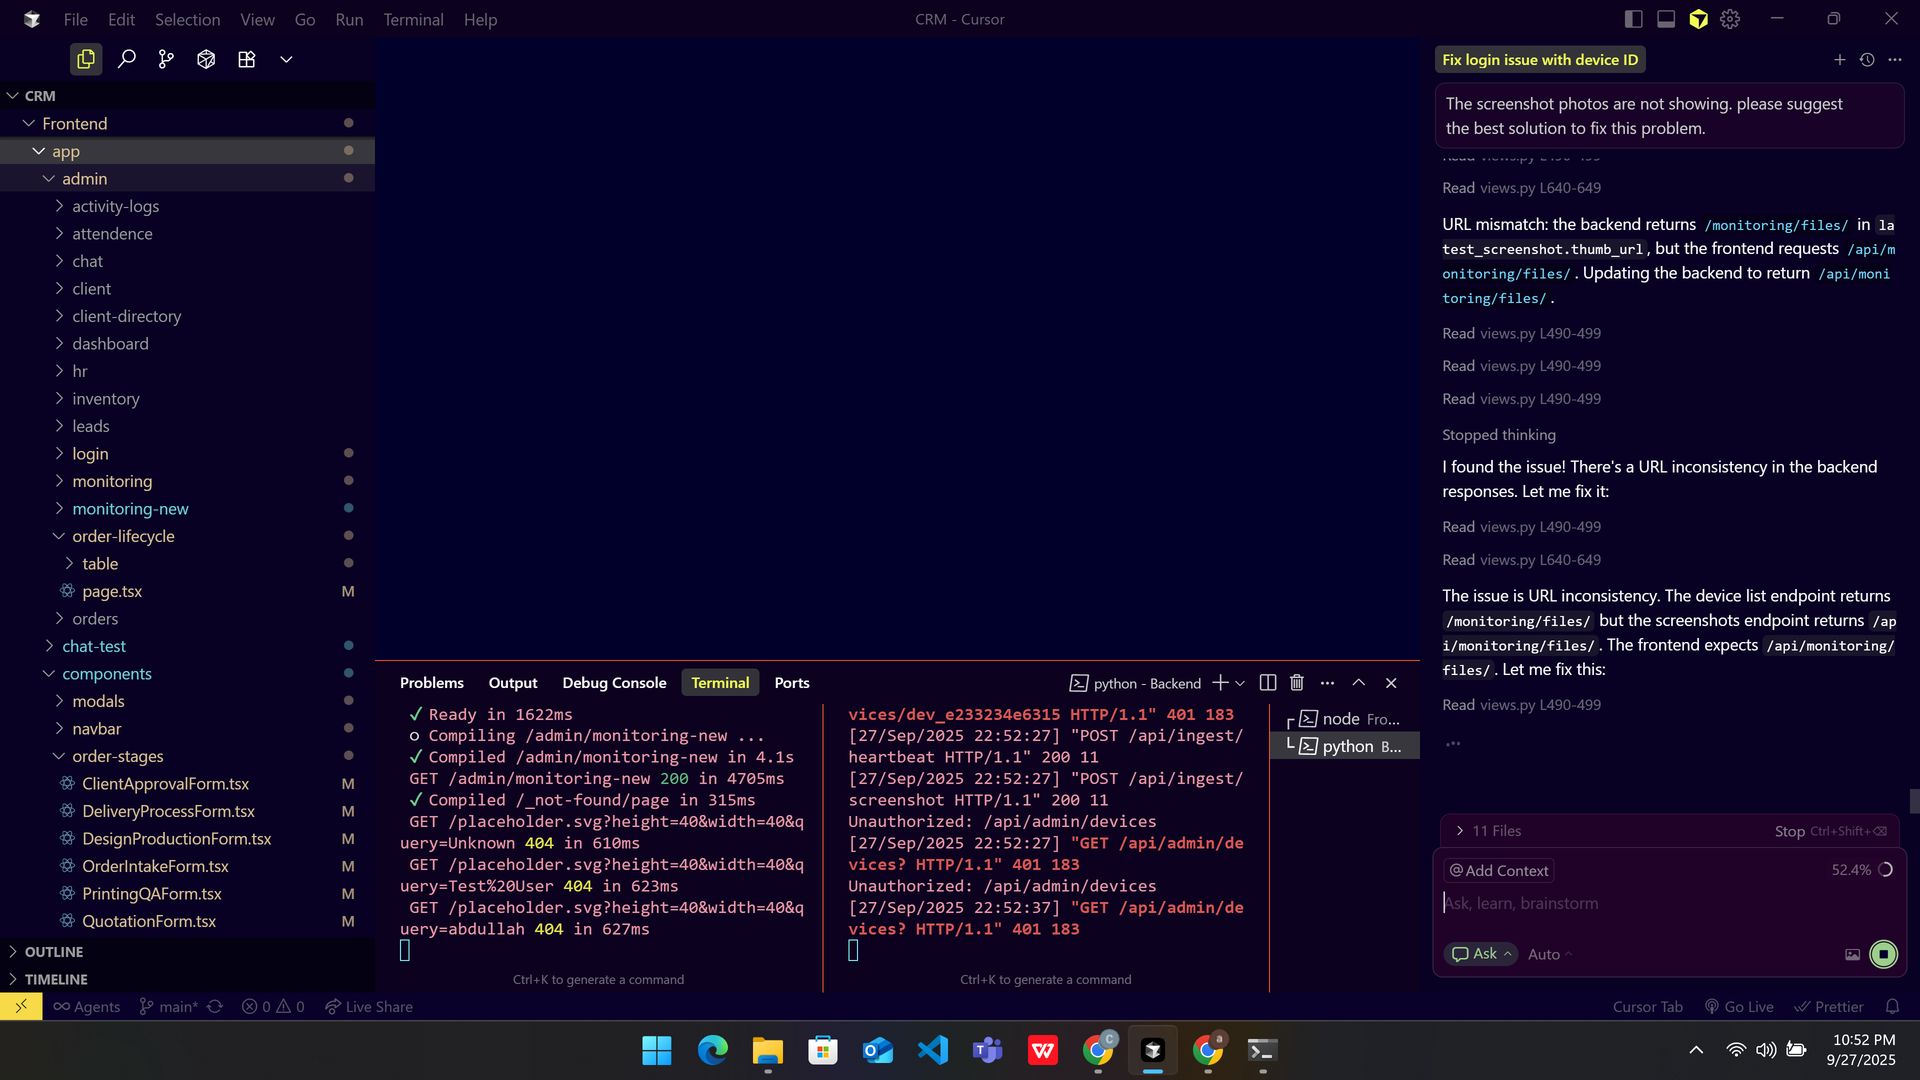 File Edit Selection View Go Run Terminal Help
CRM - Cursor
CRM
Frontend
app
admin
activity-logs
attendence
chat
client
client-directory
dashboard
hr
inventory
leads
login
monitoring
monitoring-new
order-lifecycle
table
page.tsx M
orders
chat-test
components
modals
navbar
order-stages
ClientApprovalForm.tsx M
DeliveryProcessForm.tsx M
DesignProductionForm.tsx M
OrderIntakeForm.tsx M
PrintingQAForm.tsx M
QuotationForm.tsx M
OUTLINE
TIMELINE
Problems Output Debug Console Terminal Ports
python - Backend
✓ Ready in 1622ms
○ Compiling /admin/monitoring-new ...
✓ Compiled /admin/monitoring-new in 4.1s
GET /admin/monitoring-new 200 in 4705ms
✓ Compiled /_not-found/page in 315ms
GET /placeholder.svg?height=40&width=40&q
uery=Unknown 404 in 610ms
GET /placeholder.svg?height=40&width=40&q
uery=Test%20User 404 in 623ms
GET /placeholder.svg?height=40&width=40&q
uery=abdullah 404 in 627ms
Ctrl+K to generate a command
vices/dev_e233234e6315 HTTP/1.1" 401 183
[27/Sep/2025 22:52:27] "POST /api/ingest/
heartbeat HTTP/1.1" 200 11
[27/Sep/2025 22:52:27] "POST /api/ingest/
screenshot HTTP/1.1" 200 11
Unauthorized: /api/admin/devices
[27/Sep/2025 22:52:27] "GET /api/admin/de
vices? HTTP/1.1" 401 183
Unauthorized: /api/admin/devices
[27/Sep/2025 22:52:37] "GET /api/admin/de
vices? HTTP/1.1" 401 183
Ctrl+K to generate a command
node Fro...
python B...
Fix login issue with device ID
The screenshot photos are not showing. please suggest
the best solution to fix this problem.
Read views.py L490-499
Read views.py L640-649
URL mismatch: the backend returns /monitoring/files/ in la
test_screenshot.thumb_url, but the frontend requests /api/m
onitoring/files/. Updating the backend to return /api/moni
toring/files/.
Read views.py L490-499
Read views.py L490-499
Read views.py L490-499
Stopped thinking
I found the issue! There's a URL inconsistency in the backend
responses. Let me fix it:
Read views.py L490-499
Read views.py L640-649
The issue is URL inconsistency. The device list endpoint returns
/monitoring/files/ but the screenshots endpoint returns /ap
i/monitoring/files/. The frontend expects /api/monitoring/
files/. Let me fix this:
Read views.py L490-499
11 Files Stop Ctrl+Shift+⌫
@ Add Context 52.4%
Ask, learn, brainstorm
Ask Auto
Agents main* 0 0 Live Share
Cursor Tab Go Live Prettier
10:52 PM
9/27/2025